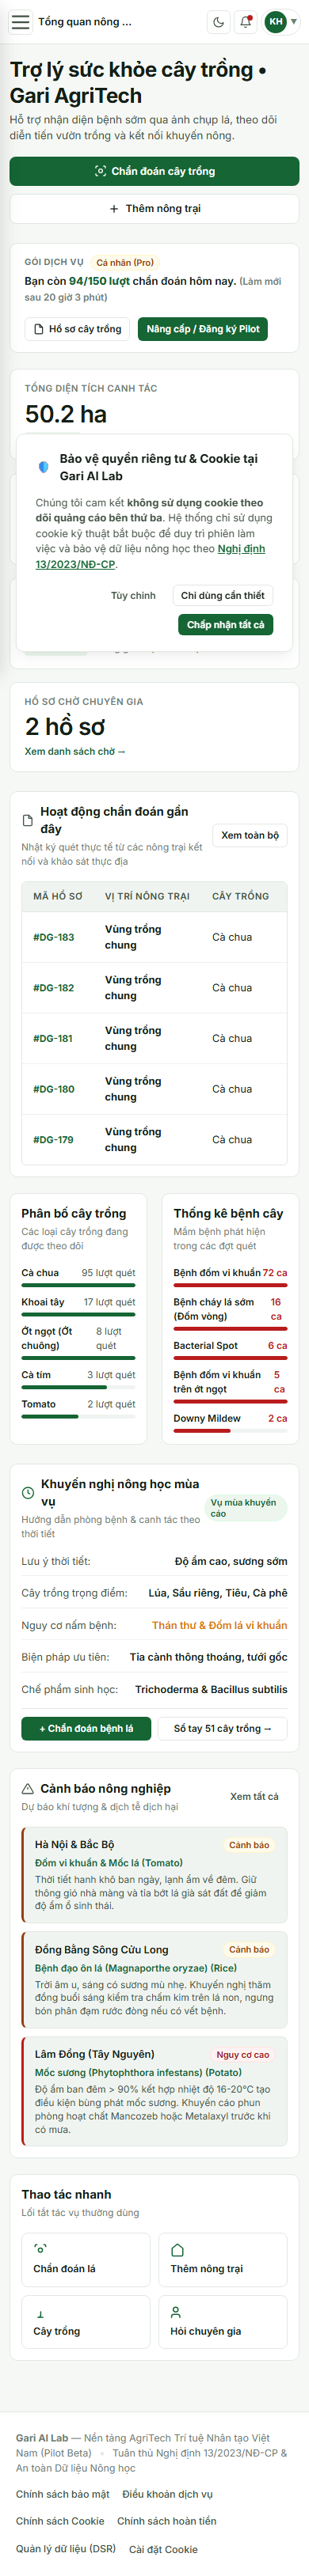 Tổng quan nông ...
KH
Trợ lý sức khỏe cây trồng •
Gari AgriTech
Hỗ trợ nhận diện bệnh sớm qua ảnh chụp lá, theo dõi
diễn tiến vườn trồng và kết nối khuyến nông.
Chẩn đoán cây trồng
+ Thêm nông trại
GÓI DỊCH VỤ Cá nhân (Pro)
Bạn còn 94/150 lượt chẩn đoán hôm nay. (Làm mới
sau 20 giờ 3 phút)
Hồ sơ cây trồng
Nâng cấp / Đăng ký Pilot
TỔNG DIỆN TÍCH CANH TÁC
50.2 ha
Bảo vệ quyền riêng tư & Cookie tại
Gari AI Lab
Chúng tôi cam kết không sử dụng cookie theo
dõi quảng cáo bên thứ ba. Hệ thống chỉ sử dụng
cookie kỹ thuật bắt buộc để duy trì phiên làm
việc và bảo vệ dữ liệu nông học theo Nghị định
13/2023/NĐ-CP.
Tùy chỉnh
Chỉ dùng cần thiết
Chấp nhận tất cả
HỒ SƠ CHỜ CHUYÊN GIA
2 hồ sơ
Xem danh sách chờ →
Hoạt động chẩn đoán gần
đây
Nhật ký quét thực tế từ các nông trại kết
nối và khảo sát thực địa
Xem toàn bộ
MÃ HỒ SƠ VỊ TRÍ NÔNG TRẠI CÂY TRỒNG
#DG-183 Vùng trồng
chung Cà chua
#DG-182 Vùng trồng
chung Cà chua
#DG-181 Vùng trồng
chung Cà chua
#DG-180 Vùng trồng
chung Cà chua
#DG-179 Vùng trồng
chung Cà chua
Phân bố cây trồng
Các loại cây trồng đang
được theo dõi
Cà chua 95 lượt quét
Khoai tây 17 lượt quét
Ớt ngọt (Ớt
chuông) 8 lượt
quét
Cà tím 3 lượt quét
Tomato 2 lượt quét
Thống kê bệnh cây
Mầm bệnh phát hiện
trong các đợt quét
Bệnh đốm vi khuẩn 72 ca
Bệnh cháy lá sớm
(Đốm vòng) 16
ca
Bacterial Spot 6 ca
Bệnh đốm vi khuẩn
trên ớt ngọt 5
ca
Downy Mildew 2 ca
Khuyến nghị nông học mùa
vụ
Hướng dẫn phòng bệnh & canh tác theo
thời tiết
Vụ mùa khuyến
cáo
Lưu ý thời tiết: Độ ẩm cao, sương sớm
Cây trồng trọng điểm: Lúa, Sầu riêng, Tiêu, Cà phê
Nguy cơ nấm bệnh: Thán thư & Đốm lá vi khuẩn
Biện pháp ưu tiên: Tỉa cành thông thoáng, tưới gốc
Chế phẩm sinh học: Trichoderma & Bacillus subtilis
+ Chẩn đoán bệnh lá
Sổ tay 51 cây trồng →
Cảnh báo nông nghiệp
Dự báo khí tượng & dịch tễ dịch hại
Xem tất cả
Hà Nội & Bắc Bộ Cảnh báo
Đốm vi khuẩn & Mốc lá (Tomato)
Thời tiết hanh khô ban ngày, lạnh ẩm về đêm. Giữ
thông gió nhà màng và tỉa bớt lá già sát đất để giảm
độ ẩm ổ sinh thái.
Đồng Bằng Sông Cửu Long Cảnh báo
Bệnh đạo ôn lá (Magnaporthe oryzae) (Rice)
Trời âm u, sáng có sương mù nhẹ. Khuyến nghị thăm
đồng buổi sáng kiểm tra chấm kim trên lá non, ngưng
bón phân đạm rước đòng nếu có vết bệnh.
Lâm Đồng (Tây Nguyên) Nguy cơ cao
Mốc sương (Phytophthora infestans) (Potato)
Độ ẩm ban đêm > 90% kết hợp nhiệt độ 16-20°C tạo
điều kiện bùng phát mốc sương. Khuyến cáo phun
phòng hoạt chất Mancozeb hoặc Metalaxyl trước khi
có mưa.
Thao tác nhanh
Lối tắt tác vụ thường dùng
Chẩn đoán lá
Thêm nông trại
Cây trồng
Hỏi chuyên gia
Gari AI Lab — Nền tảng AgriTech Trí tuệ Nhân tạo Việt
Nam (Pilot Beta) • Tuân thủ Nghị định 13/2023/NĐ-CP &
An toàn Dữ liệu Nông học
Chính sách bảo mật Điều khoản dịch vụ
Chính sách Cookie Chính sách hoàn tiền
Quản lý dữ liệu (DSR) Cài đặt Cookie